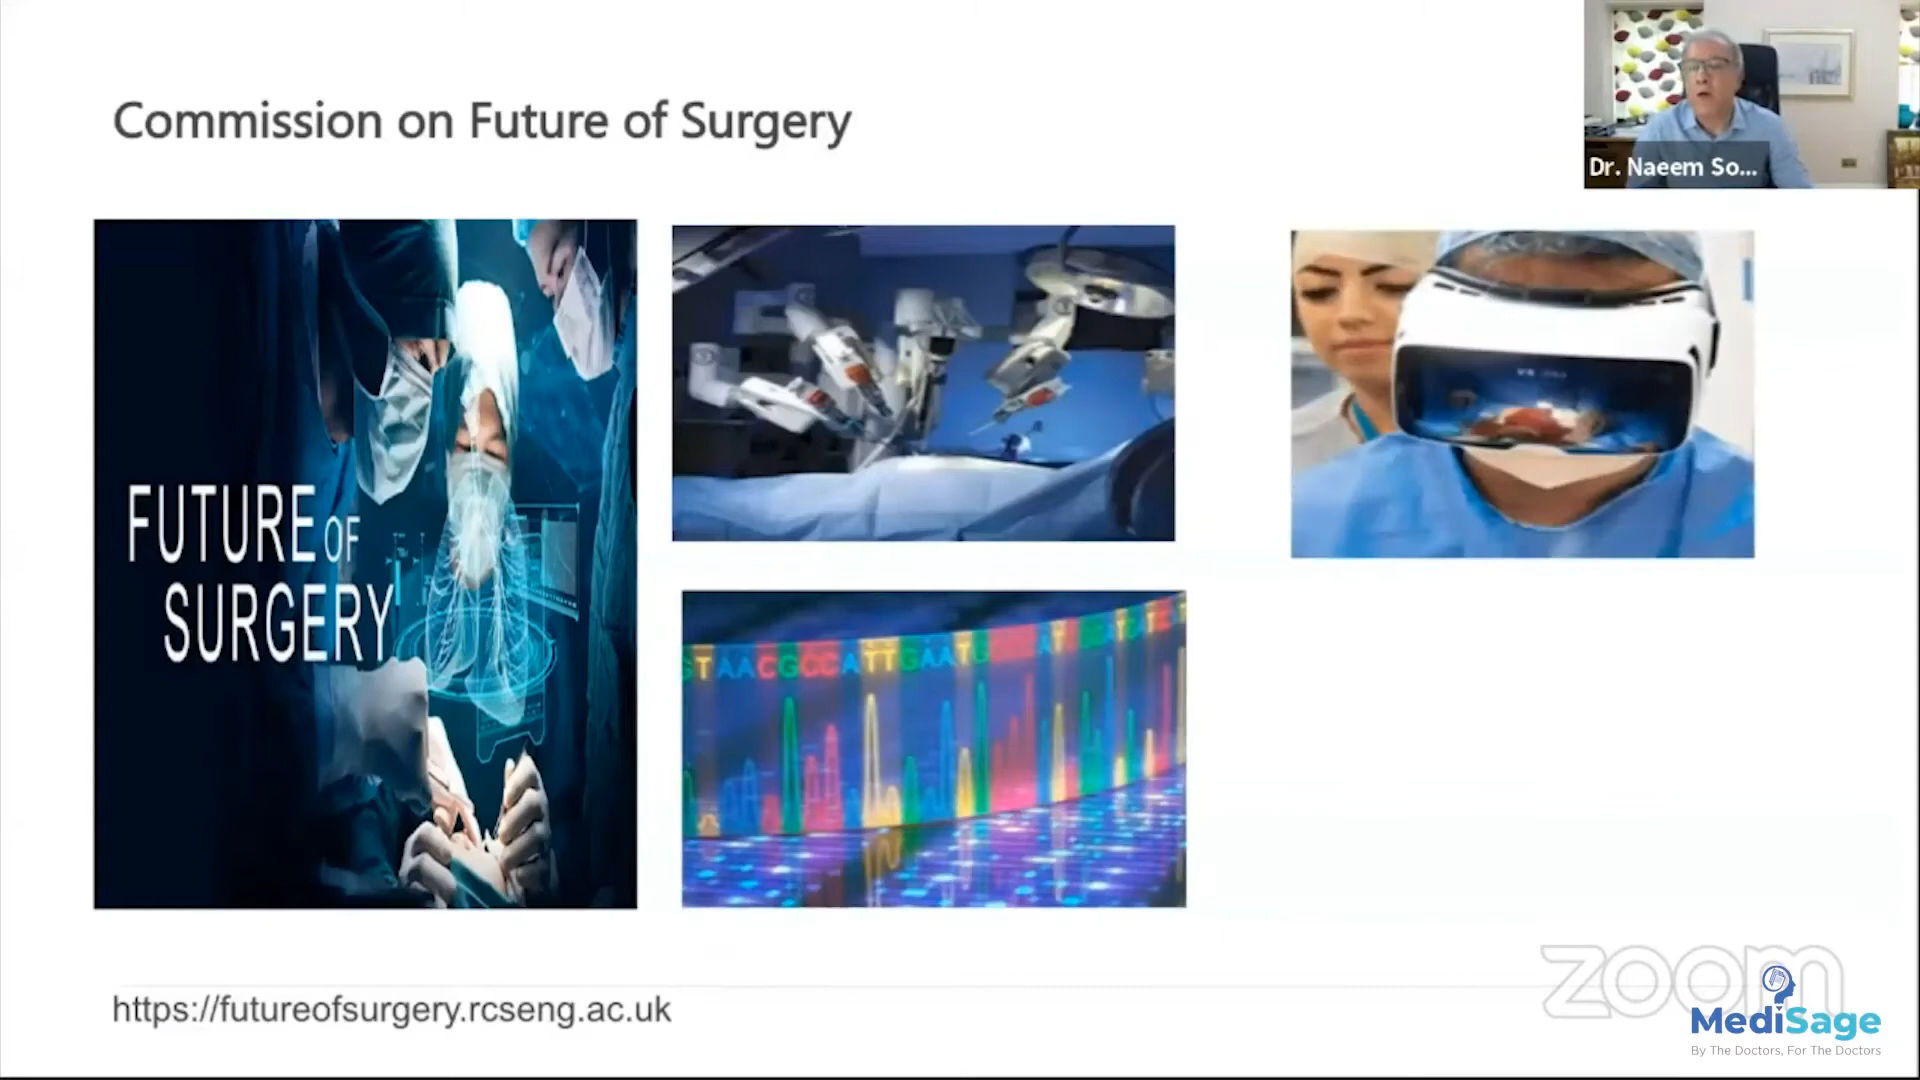 Commission on Future of Surgery
Dr. Naeem So...
FUTURE OF
SURGERY
GTAACGCCATTGAATG
https://futureofsurgery.rcseng.ac.uk
zoom
MediSage
By The Doctors, For The Doctors